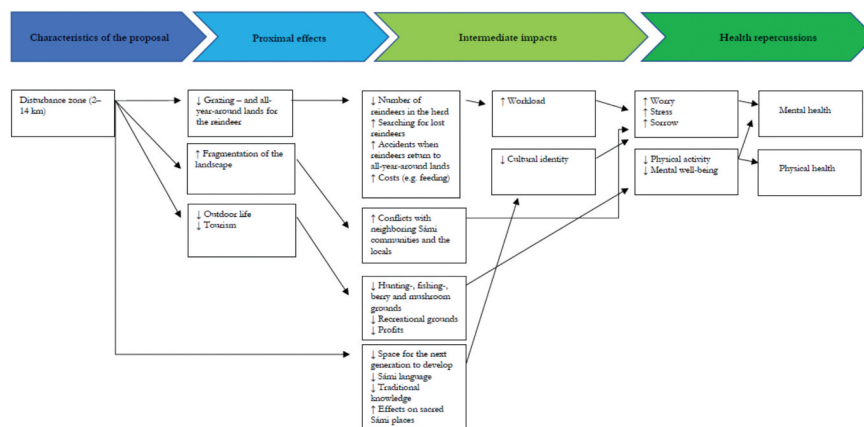 Characteristics of the proposal
Proximal effects
Intermediate impacts
Health repercussions
Disturbance zone (2–
14 km)
↓ Grazing – and all-
year-around lands for
the reindeer
↑ Fragmentation of the
landscape
↓ Outdoor life
↓ Tourism
↓ Number of
reindeers in the herd
↑ Searching for lost
reindeers
↑ Accidents when
reindeers return to
all-year-around lands
↑ Costs (e.g. feeding)
↑ Conflicts with
neighboring Sámi
communities and the
locals
↓ Hunting-, fishing-,
berry and mushroom
grounds
↓ Recreational grounds
↓ Profits
↓ Space for the next
generation to develop
↓ Sámi language
↓ Traditional
knowledge
↑ Effects on sacred
Sámi places
↑ Workload
↓ Cultural identity
↑ Worry
↑ Stress
↑ Sorrow
↓ Physical activity
↓ Mental well-being
Mental health
Physical health